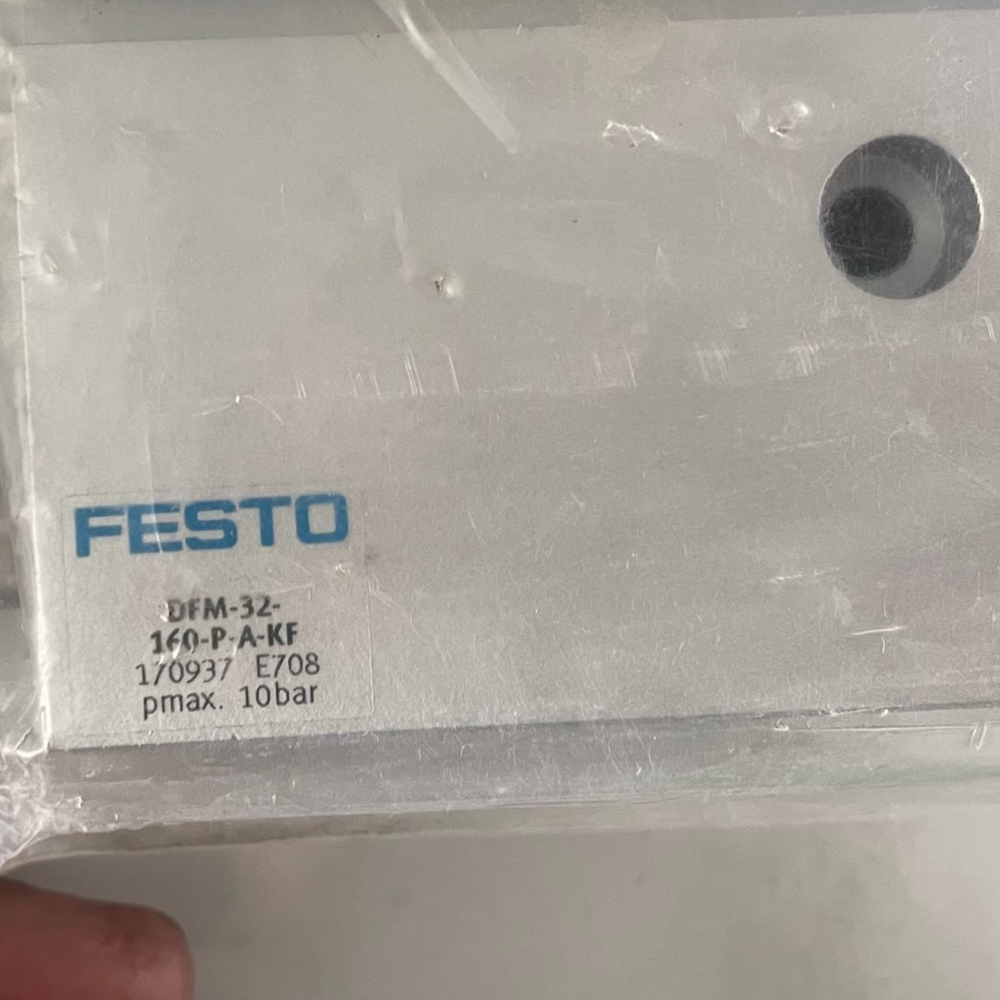 FESTO
DFM-32-
160-P-A-KF
170937 E708
pmax. 10bar